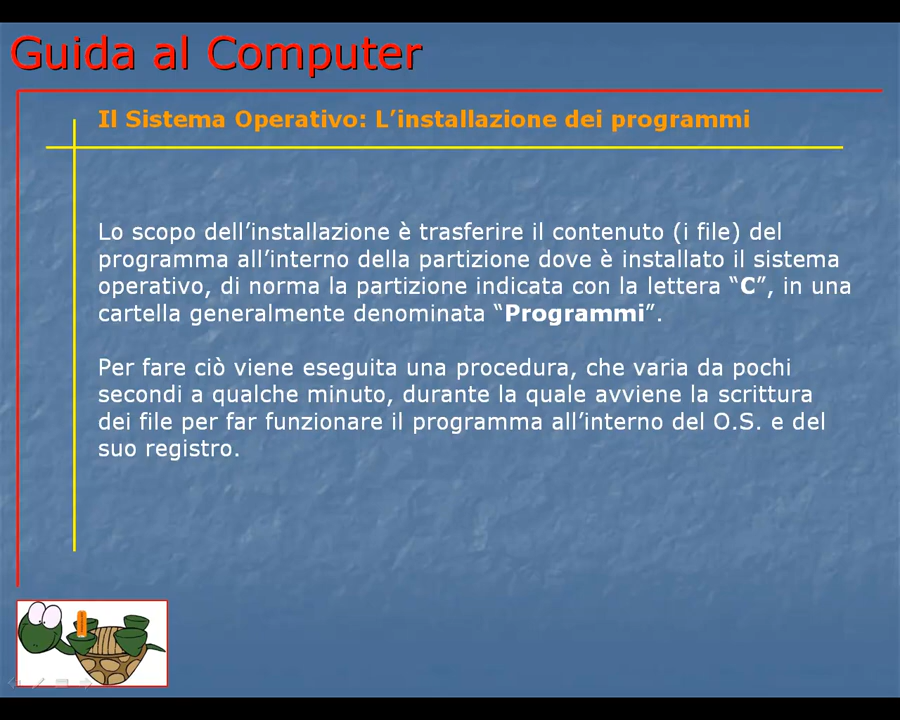 Guida al Computer
Il Sistema Operativo: L’installazione dei programmi
Lo scopo dell’installazione è trasferire il contenuto (i file) del
programma all’interno della partizione dove è installato il sistema
operativo, di norma la partizione indicata con la lettera “C”, in una
cartella generalmente denominata “Programmi”.
Per fare ciò viene eseguita una procedura, che varia da pochi
secondi a qualche minuto, durante la quale avviene la scrittura
dei file per far funzionare il programma all’interno del O.S. e del
suo registro.